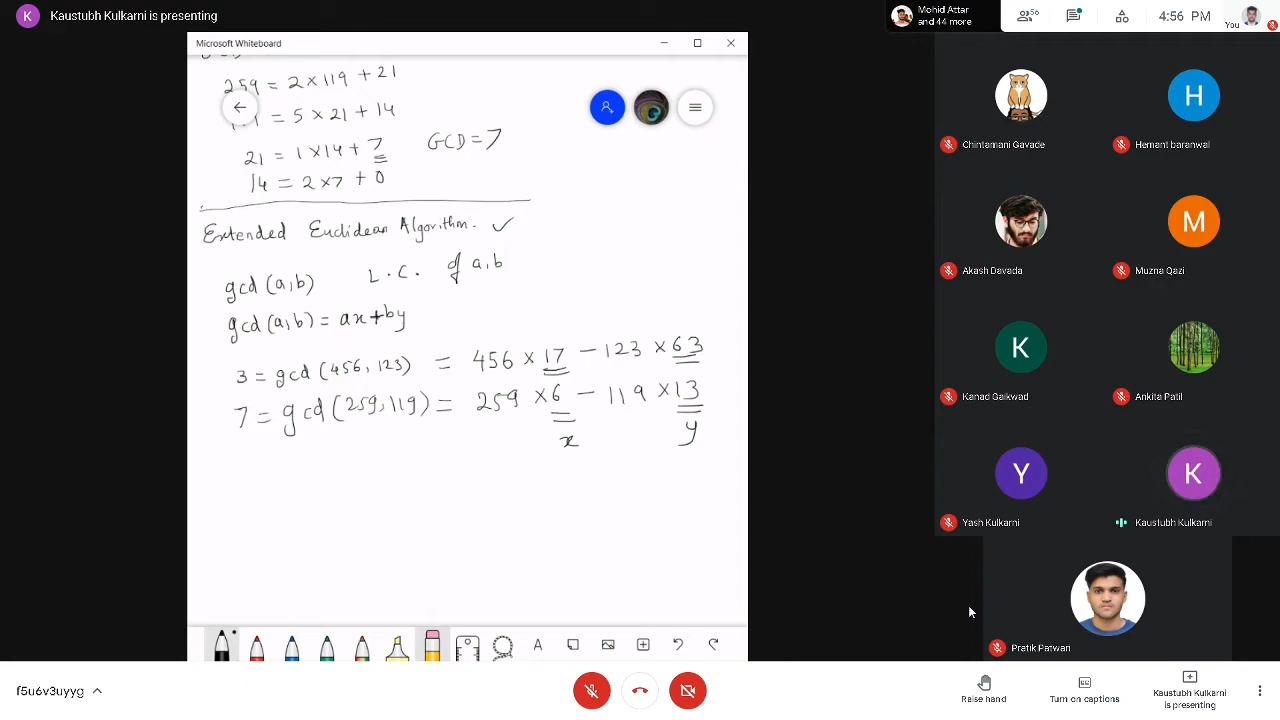 K Kaustubh Kulkarni is presenting
Mohid Attar
and 44 more
56
4:56 PM
You
Microsoft Whiteboard
259 = 2 × 119 + 21
= 5 × 21 + 14
21 = 1 × 14 + 7
GCD = 7
14 = 2 × 7 + 0
Extended Euclidean Algorithm. ✓
gcd (a, b) L.C. of a, b
gcd (a, b) = ax + by
3 = gcd (456, 123) = 456 × 17 − 123 × 63
7 = gcd (259, 119) = 259 × 6 − 119 × 13
x y
A
Chintamani Gavade
H
Hemant baranwal
Akash Davada
M
Muzna Qazi
K
Kanad Gaikwad
Ankita Patil
Y
Yash Kulkarni
K
Kaustubh Kulkarni
Pratik Patwari
f5u6v3uyyg
Raise hand
Turn on captions
Kaustubh Kulkarni
is presenting